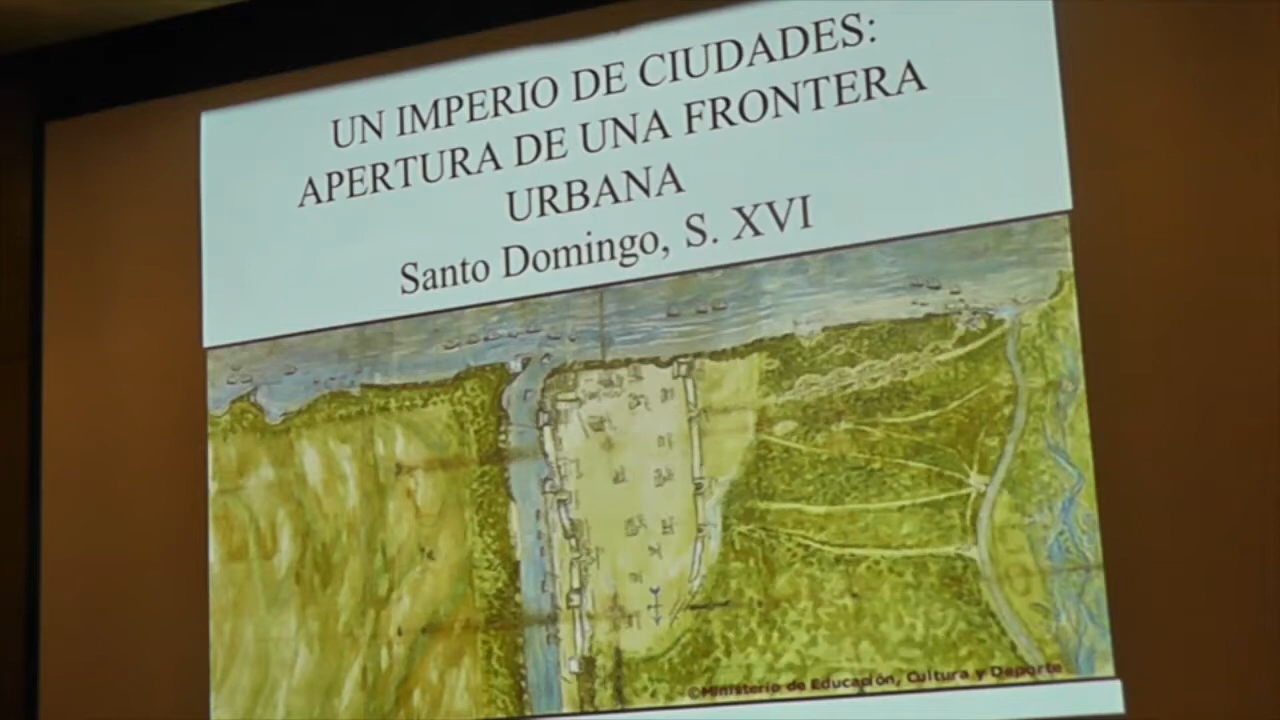 UN IMPERIO DE CIUDADES:
APERTURA DE UNA FRONTERA
URBANA
Santo Domingo, S. XVI
©Ministerio de Educación, Cultura y Deporte